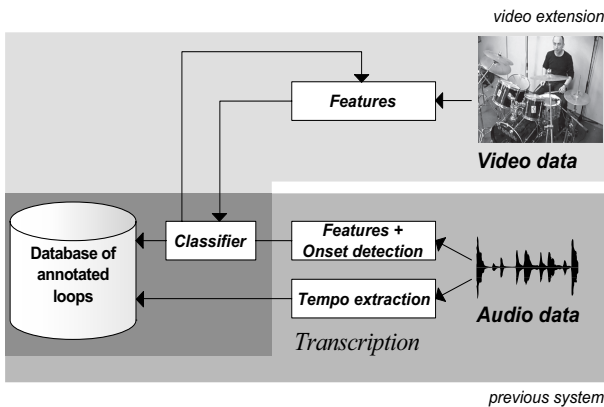 video extension
Features
Video data
Database of
annotated
loops
Classifier
Features +
Onset detection
Tempo extraction
Audio data
Transcription
previous system